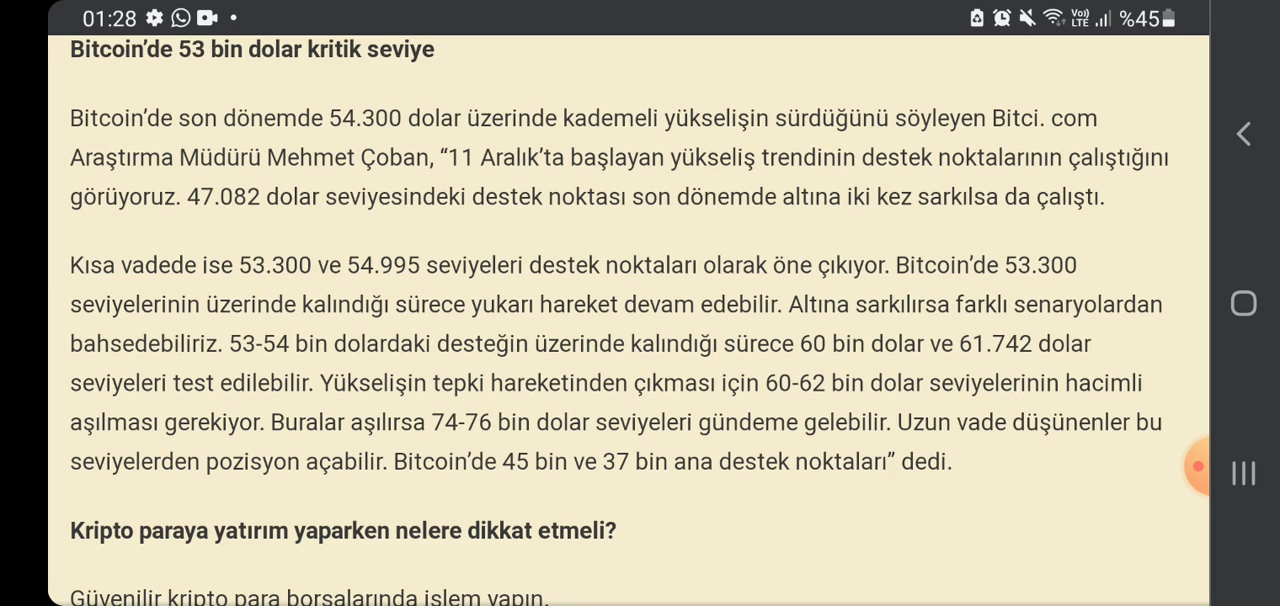 01:28
Vo))
LTE
%45
Bitcoin’de 53 bin dolar kritik seviye
Bitcoin’de son dönemde 54.300 dolar üzerinde kademeli yükselişin sürdüğünü söyleyen Bitci. com
Araştırma Müdürü Mehmet Çoban, “11 Aralık’ta başlayan yükseliş trendinin destek noktalarının çalıştığını
görüyoruz. 47.082 dolar seviyesindeki destek noktası son dönemde altına iki kez sarkılsa da çalıştı.
Kısa vadede ise 53.300 ve 54.995 seviyeleri destek noktaları olarak öne çıkıyor. Bitcoin’de 53.300
seviyelerinin üzerinde kalındığı sürece yukarı hareket devam edebilir. Altına sarkılırsa farklı senaryolardan
bahsedebiliriz. 53-54 bin dolardaki desteğin üzerinde kalındığı sürece 60 bin dolar ve 61.742 dolar
seviyeleri test edilebilir. Yükselişin tepki hareketinden çıkması için 60-62 bin dolar seviyelerinin hacimli
aşılması gerekiyor. Buralar aşılırsa 74-76 bin dolar seviyeleri gündeme gelebilir. Uzun vade düşünenler bu
seviyelerden pozisyon açabilir. Bitcoin’de 45 bin ve 37 bin ana destek noktaları” dedi.
Kripto paraya yatırım yaparken nelere dikkat etmeli?
Güvenilir kripto para borsalarında işlem yapın.